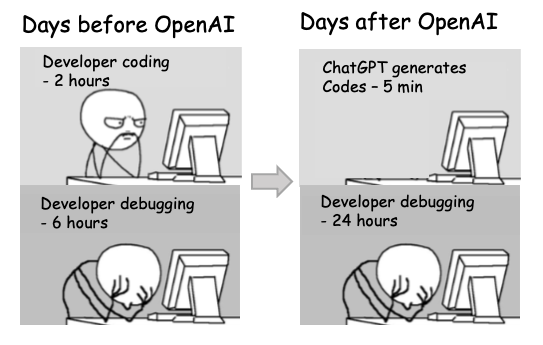 Days before OpenAI
Developer coding
- 2 hours
Developer debugging
- 6 hours
Days after OpenAI
ChatGPT generates
Codes – 5 min
Developer debugging
- 24 hours